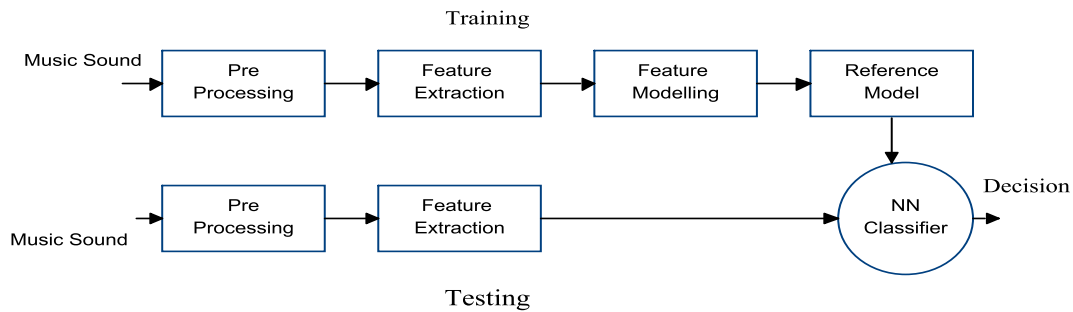 Training
Music Sound
Pre
Processing
Feature
Extraction
Feature
Modelling
Reference
Model
Music Sound
Pre
Processing
Feature
Extraction
NN
Classifier
Decision
Testing